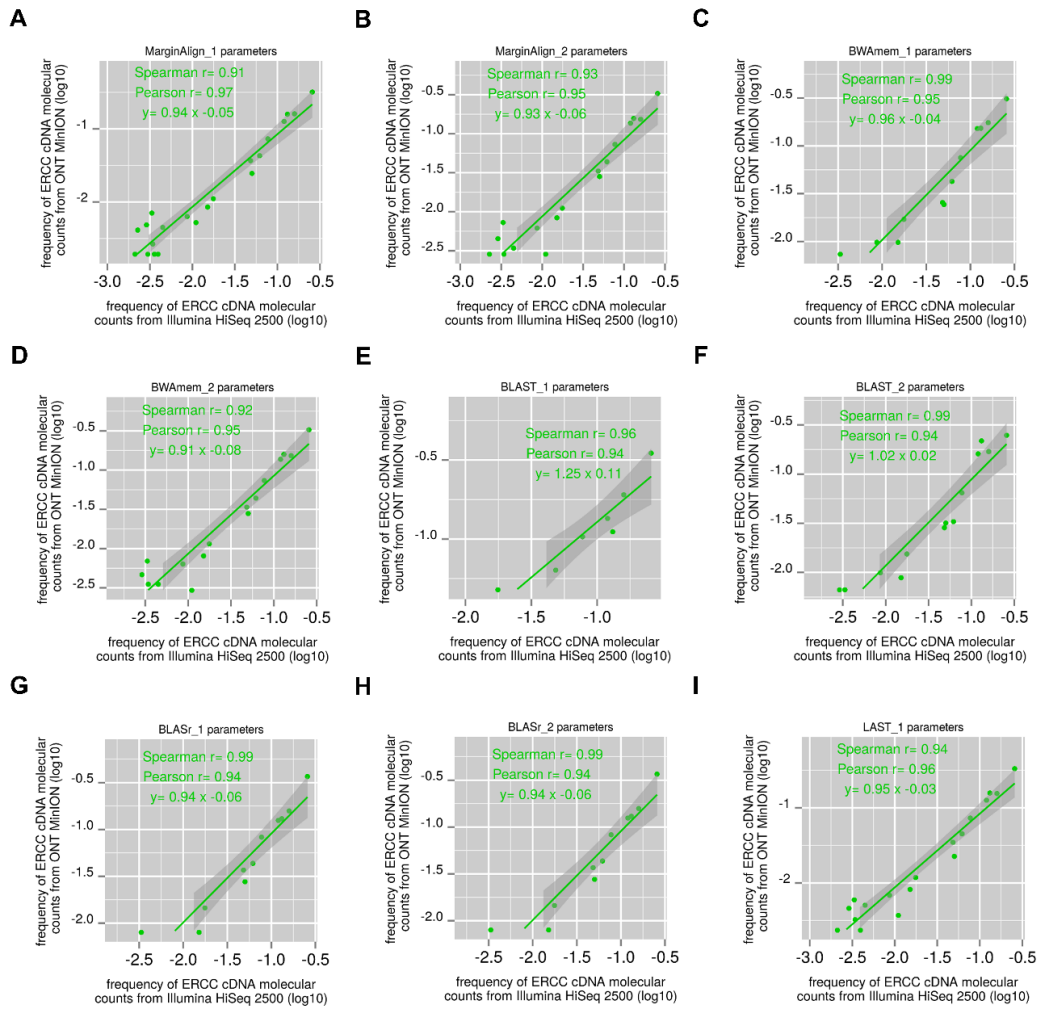 A
MarginAlign_1 parameters
frequency of ERCC cDNA molecular
counts from ONT MinION (log10)
Spearman r= 0.91
Pearson r= 0.97
y= 0.94 x -0.05
-1
-2
-3.0 -2.5 -2.0 -1.5 -1.0 -0.5
frequency of ERCC cDNA molecular
counts from Illumina HiSeq 2500 (log10)
B
MarginAlign_2 parameters
frequency of ERCC cDNA molecular
counts from ONT MinION (log10)
Spearman r= 0.93
Pearson r= 0.95
y= 0.93 x -0.06
-0.5
-1.0
-1.5
-2.0
-2.5
-3.0 -2.5 -2.0 -1.5 -1.0 -0.5
frequency of ERCC cDNA molecular
counts from Illumina HiSeq 2500 (log10)
C
BWAmem_1 parameters
frequency of ERCC cDNA molecular
counts from ONT MinION (log10)
Spearman r= 0.99
Pearson r= 0.95
y= 0.96 x -0.04
-0.5
-1.0
-1.5
-2.0
-2.5 -2.0 -1.5 -1.0 -0.5
frequency of ERCC cDNA molecular
counts from Illumina HiSeq 2500 (log10)
D
BWAmem_2 parameters
frequency of ERCC cDNA molecular
counts from ONT MinION (log10)
Spearman r= 0.92
Pearson r= 0.95
y= 0.91 x -0.08
-0.5
-1.0
-1.5
-2.0
-2.5
-2.5 -2.0 -1.5 -1.0 -0.5
frequency of ERCC cDNA molecular
counts from Illumina HiSeq 2500 (log10)
E
BLAST_1 parameters
frequency of ERCC cDNA molecular
counts from ONT MinION (log10)
Spearman r= 0.96
Pearson r= 0.94
y= 1.25 x 0.11
-0.5
-1.0
-2.0 -1.5 -1.0
frequency of ERCC cDNA molecular
counts from Illumina HiSeq 2500 (log10)
F
BLAST_2 parameters
frequency of ERCC cDNA molecular
counts from ONT MinION (log10)
Spearman r= 0.99
Pearson r= 0.94
y= 1.02 x 0.02
-0.5
-1.0
-1.5
-2.0
-2.5 -2.0 -1.5 -1.0 -0.5
frequency of ERCC cDNA molecular
counts from Illumina HiSeq 2500 (log10)
G
BLASr_1 parameters
frequency of ERCC cDNA molecular
counts from ONT MinION (log10)
Spearman r= 0.99
Pearson r= 0.94
y= 0.94 x -0.06
-0.5
-1.0
-1.5
-2.0
-2.5 -2.0 -1.5 -1.0 -0.5
frequency of ERCC cDNA molecular
counts from Illumina HiSeq 2500 (log10)
H
BLASr_2 parameters
frequency of ERCC cDNA molecular
counts from ONT MinION (log10)
Spearman r= 0.99
Pearson r= 0.94
y= 0.94 x -0.06
-0.5
-1.0
-1.5
-2.0
-2.5 -2.0 -1.5 -1.0 -0.5
frequency of ERCC cDNA molecular
counts from Illumina HiSeq 2500 (log10)
I
LAST_1 parameters
frequency of ERCC cDNA molecular
counts from ONT MinION (log10)
Spearman r= 0.94
Pearson r= 0.96
y= 0.95 x -0.03
-1
-2
-3.0 -2.5 -2.0 -1.5 -1.0 -0.5
frequency of ERCC cDNA molecular
counts from Illumina HiSeq 2500 (log10)